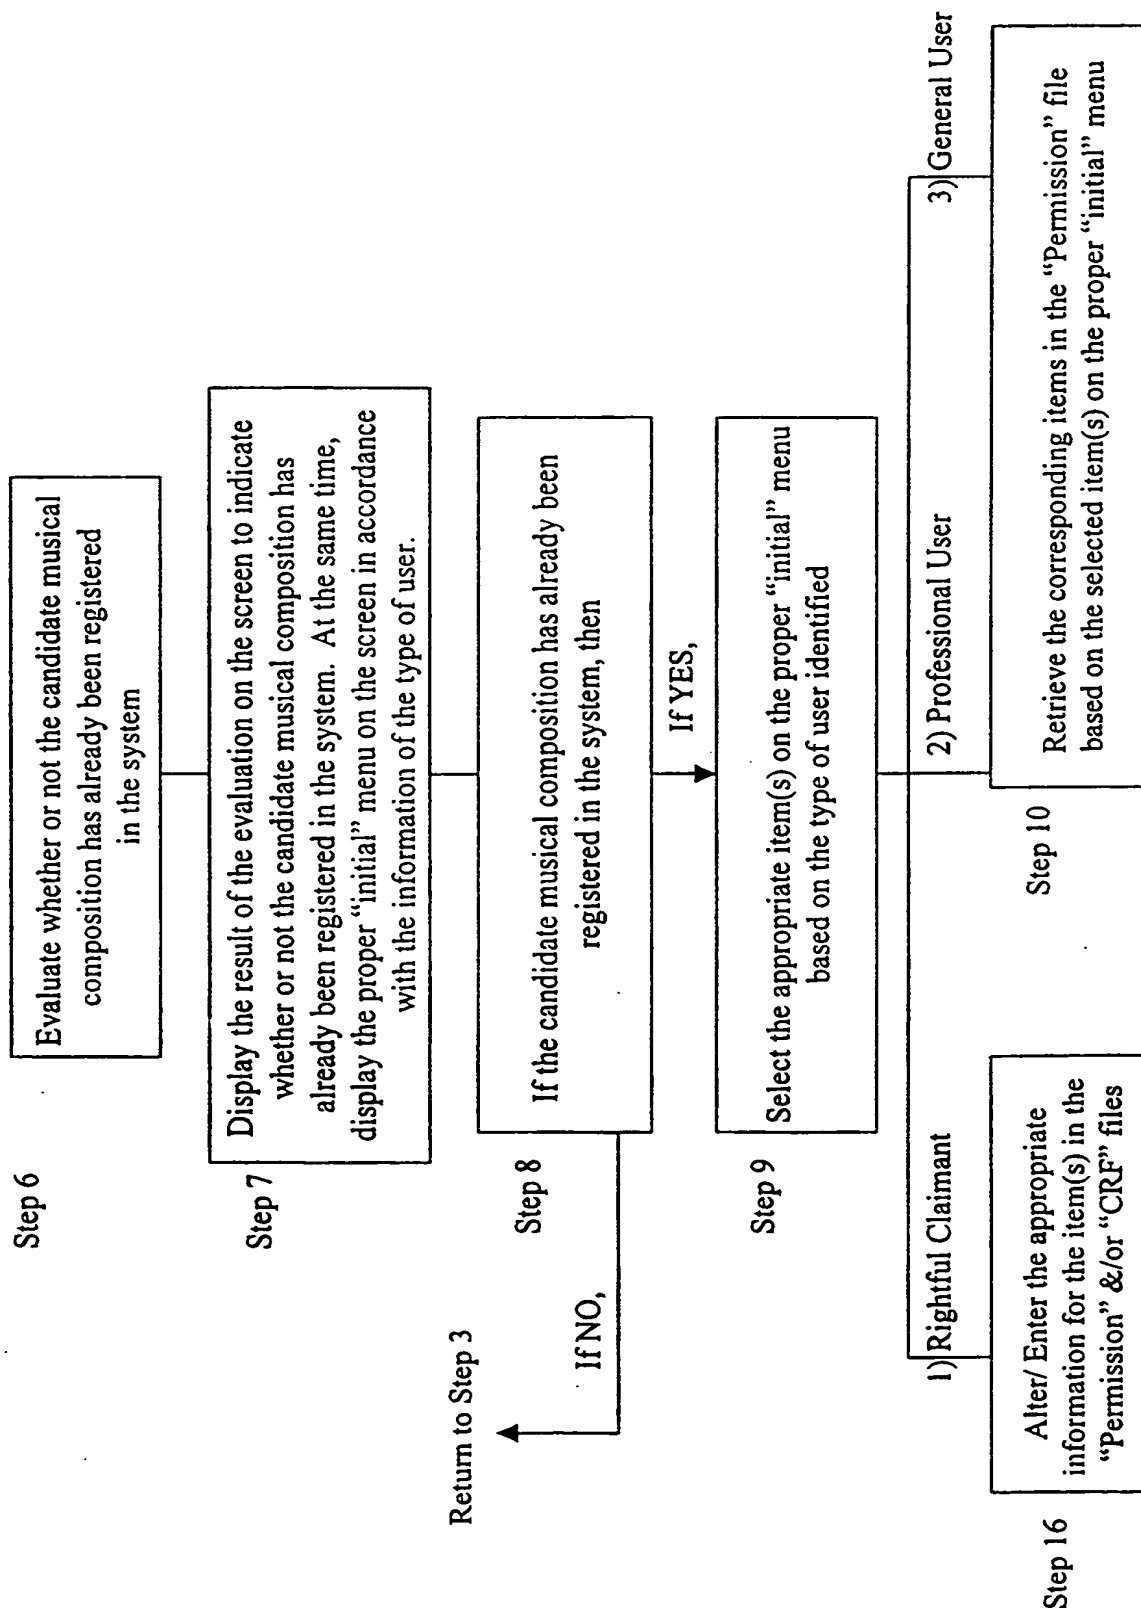 Step 6
Evaluate whether or not the candidate musical
composition has already been registered
in the system
Step 7
Display the result of the evaluation on the screen to indicate
whether or not the candidate musical composition has
already been registered in the system. At the same time,
display the proper “initial” menu on the screen in accordance
with the information of the type of user.
Step 8
If the candidate musical composition has already been
registered in the system, then
Return to Step 3
If NO,
If YES,
Step 9
Select the appropriate item(s) on the proper “initial” menu
based on the type of user identified
1) Rightful Claimant
2) Professional User
3) General User
Step 16
Alter/ Enter the appropriate
information for the item(s) in the
“Permission” &/or “CRF” files
Step 10
Retrieve the corresponding items in the “Permission” file
based on the selected item(s) on the proper “initial” menu